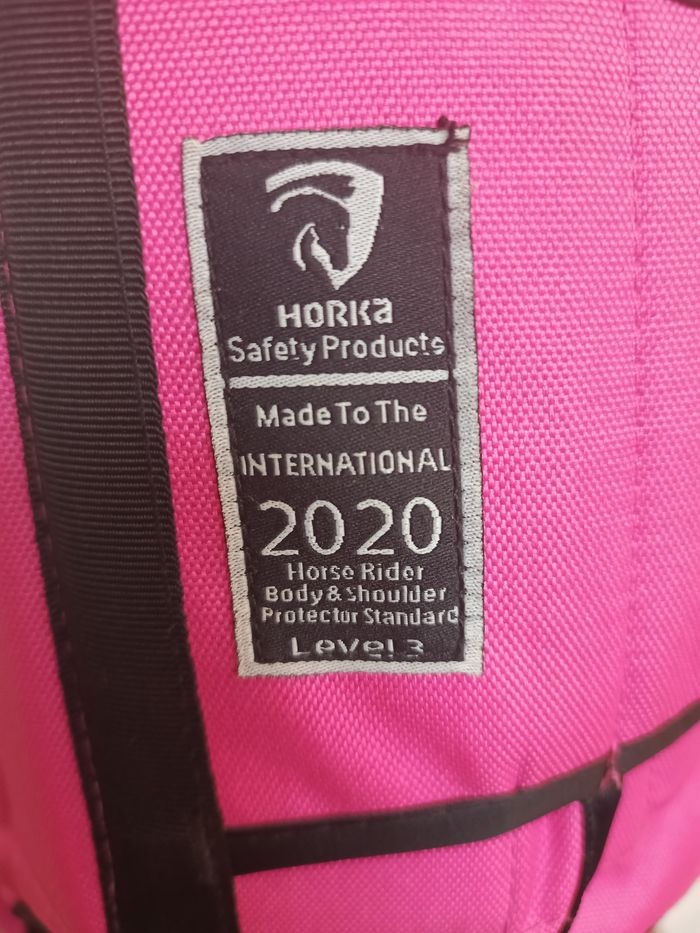 HORKa
Safety Products
Made To The
INTERNATIONAL
2020
Horse Rider
Body & Shoulder
Protector Standard
Level 3